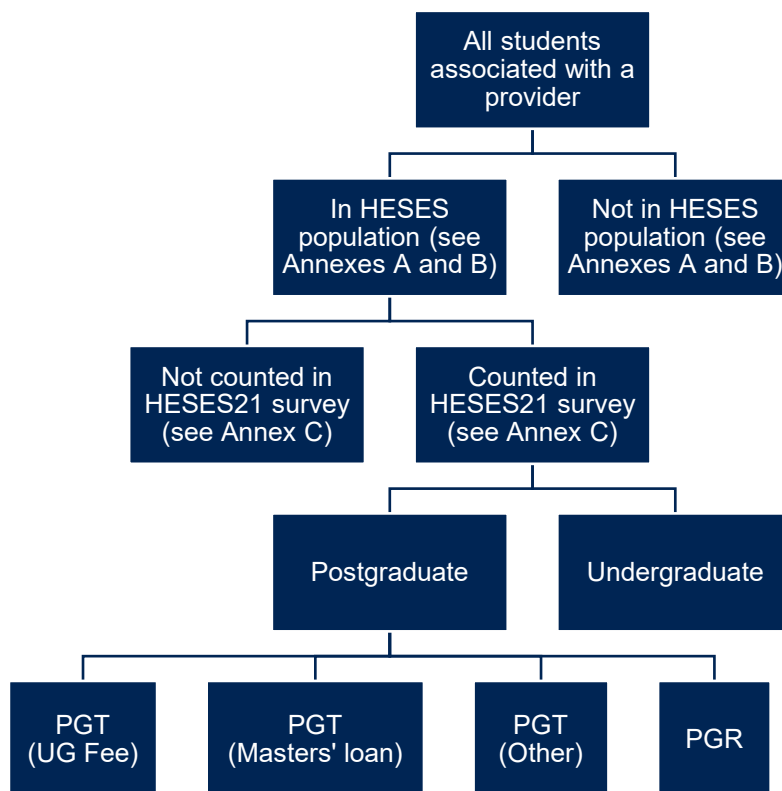 All students
associated with a
provider
In HESES
population (see
Annexes A and B)
Not in HESES
population (see
Annexes A and B)
Not counted in
HESES21 survey
(see Annex C)
Counted in
HESES21 survey
(see Annex C)
Postgraduate
Undergraduate
PGT
(UG Fee)
PGT
(Masters' loan)
PGT
(Other)
PGR